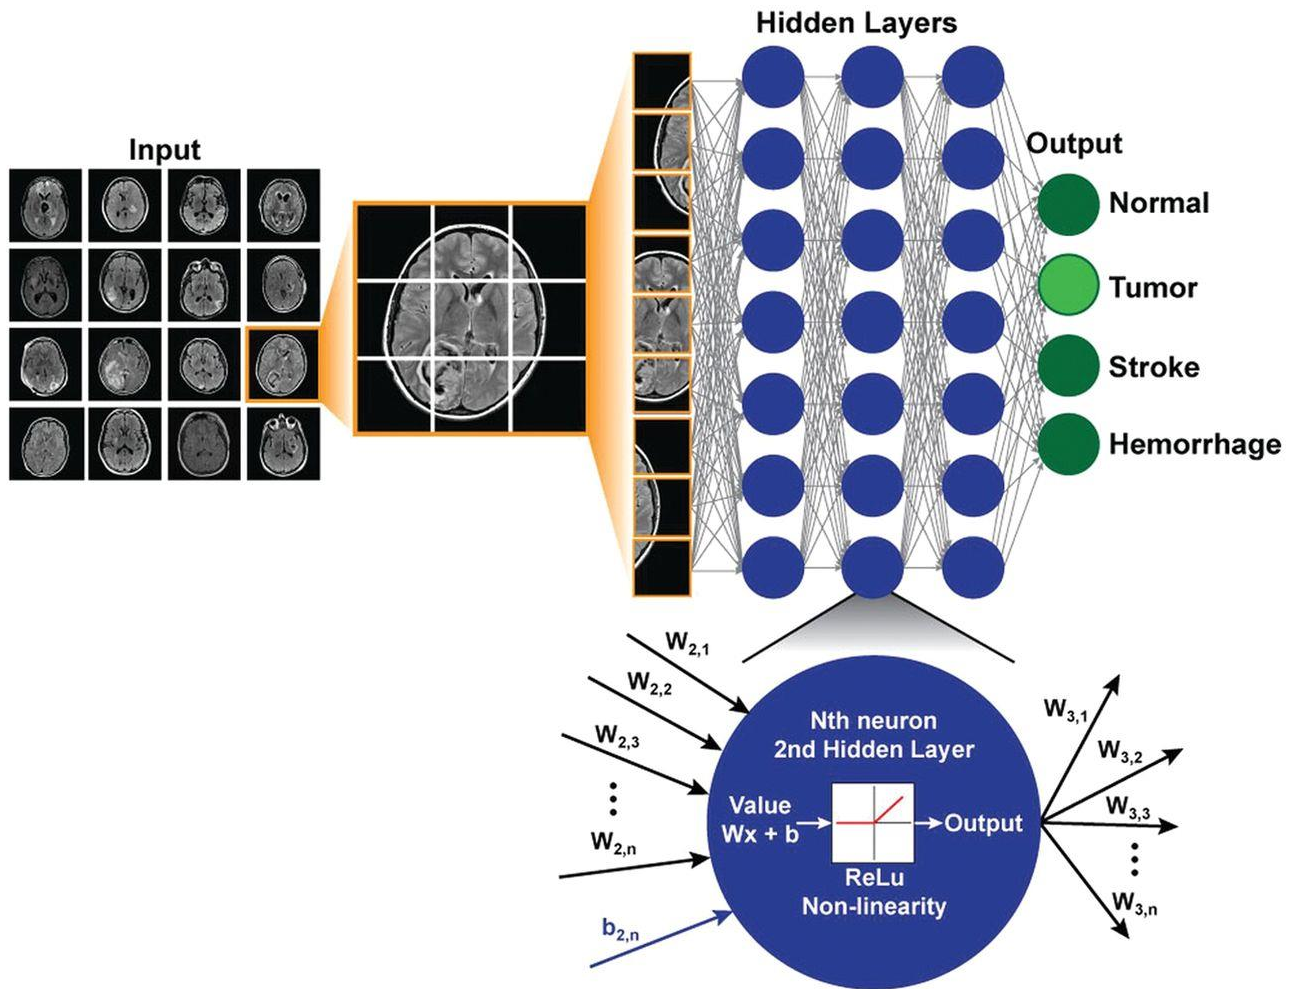 Hidden Layers
Input
Output
Normal
Tumor
Stroke
Hemorrhage
W2,1
W2,2
W2,3
W2,n
b2,n
Nth neuron
2nd Hidden Layer
Value
Wx + b
Output
ReLu
Non-linearity
W3,1
W3,2
W3,3
W3,n